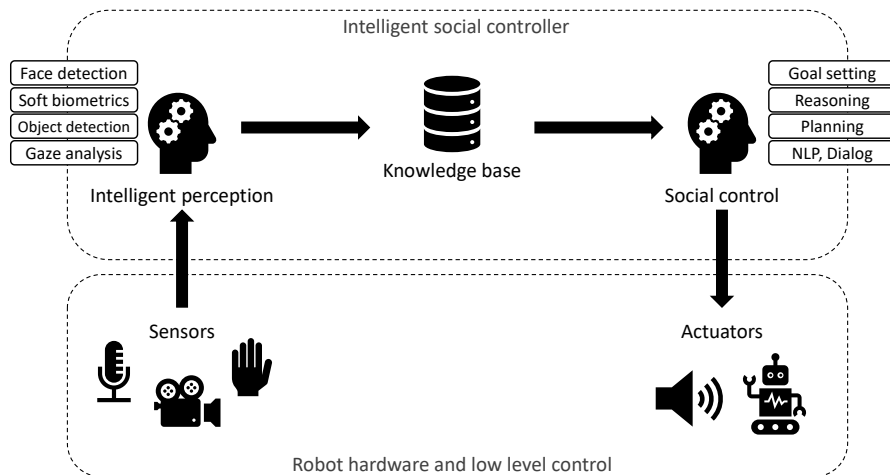 Intelligent social controller
Face detection
Soft biometrics
Object detection
Gaze analysis
Intelligent perception
Knowledge base
Goal setting
Reasoning
Planning
NLP, Dialog
Social control
Sensors
Actuators
Robot hardware and low level control